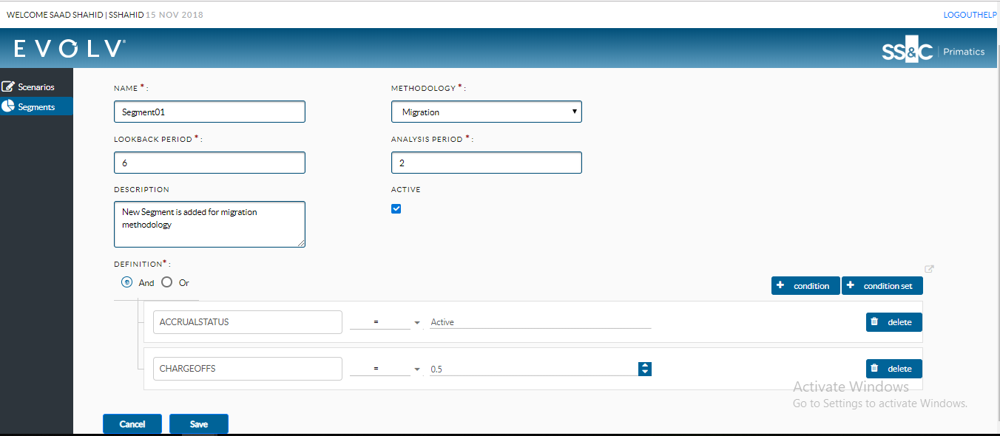 WELCOME SAAD SHAHID | SSHAHID 15 NOV 2018 LOGOUTHELP
EVOLV® SS&C Primatics
Scenarios
Segments
NAME * : METHODOLOGY * :
Segment01 Migration
LOOKBACK PERIOD * : ANALYSIS PERIOD * :
6 2
DESCRIPTION ACTIVE
New Segment is added for migration
methodology
DEFINITION* :
And Or + condition + condition set
ACCRUALSTATUS = Active delete
CHARGEOFFS = 0.5 delete
Activate Windows
Go to Settings to activate Windows.
Cancel Save